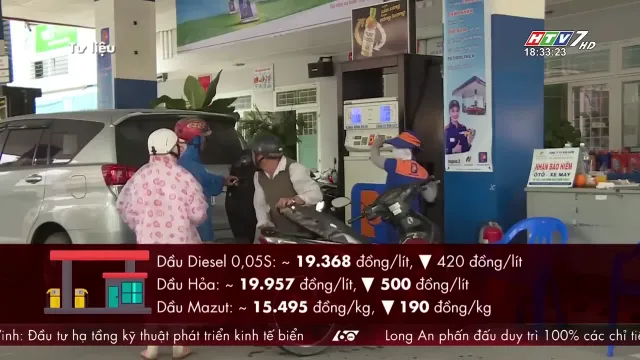 Tư liệu
HTV7 HD
18:33:23
NHẬN BẢO HIỂM
ÔTÔ - XE MÁY
Dầu Diesel 0,05S: ~ 19.368 đồng/lít, ▼ 420 đồng/lít
Dầu Hỏa: ~ 19.957 đồng/lít, ▼ 500 đồng/lít
Dầu Mazut: ~ 15.495 đồng/kg, ▼ 190 đồng/kg
Vinh: Đầu tư hạ tầng kỹ thuật phát triển kinh tế biển
60
Long An phấn đấu duy trì 100% các chỉ ti